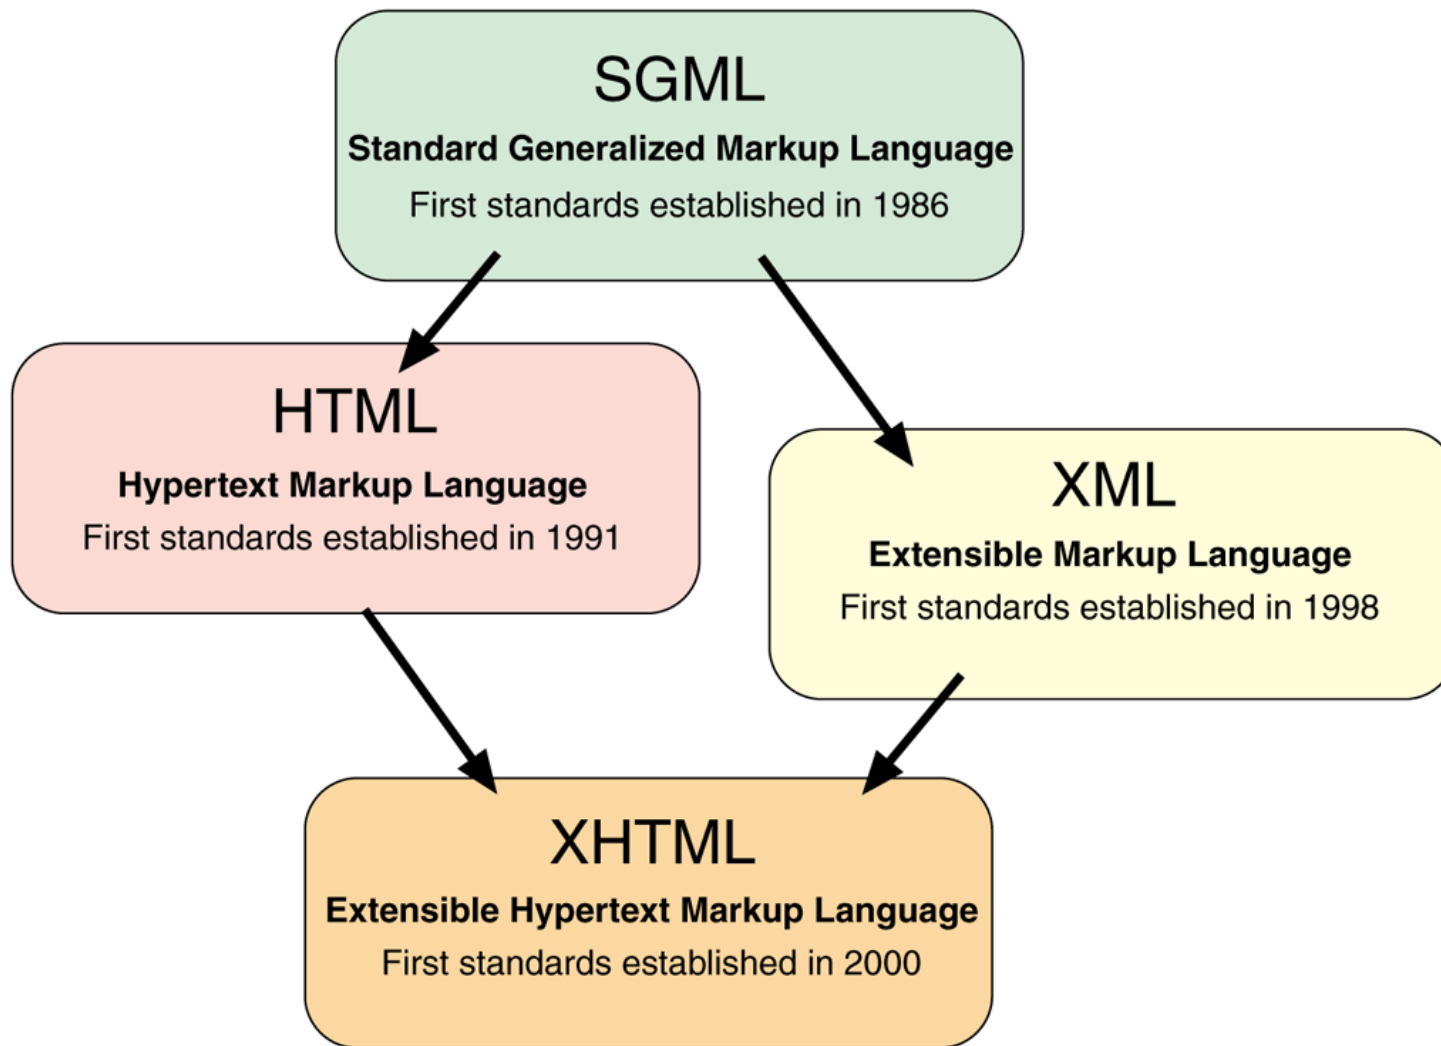 SGML
Standard Generalized Markup Language
First standards established in 1986
HTML
Hypertext Markup Language
First standards established in 1991
XML
Extensible Markup Language
First standards established in 1998
XHTML
Extensible Hypertext Markup Language
First standards established in 2000